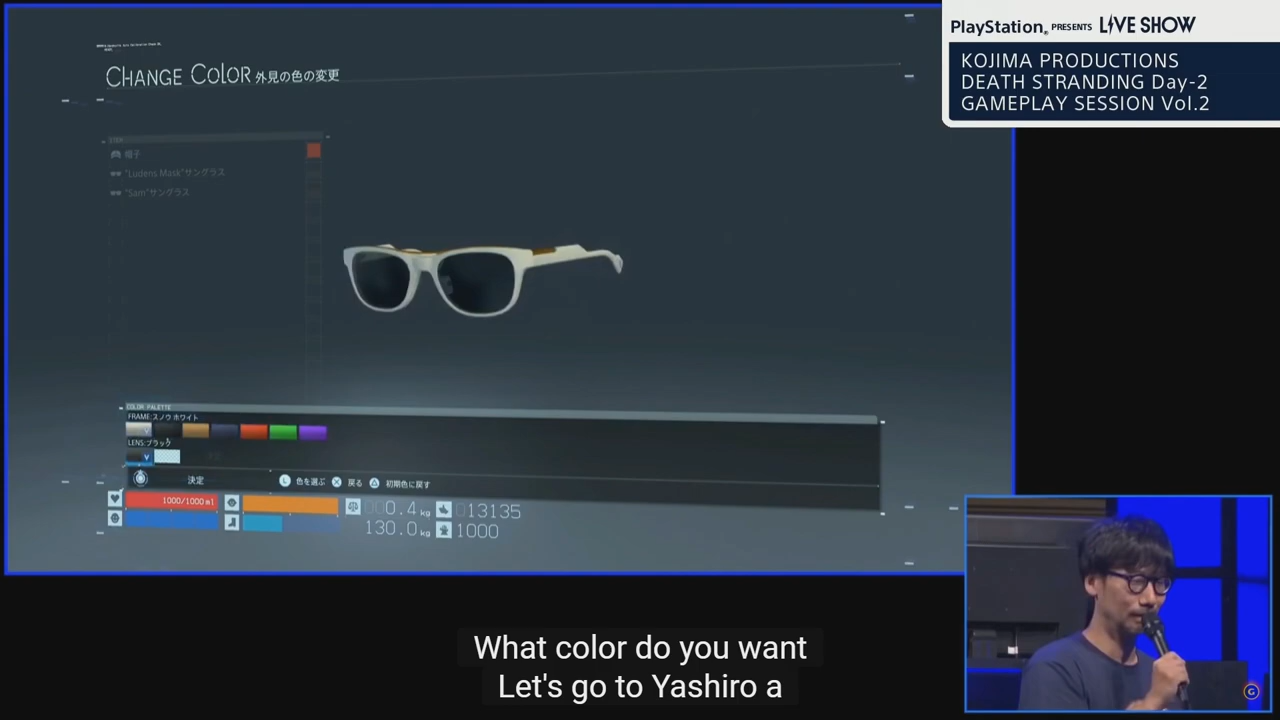 PlayStation® PRESENTS LIVE SHOW
KOJIMA PRODUCTIONS
DEATH STRANDING Day-2
GAMEPLAY SESSION Vol.2
CHANGE COLOR 外見の色の変更
ITEM
帽子
"Ludens Mask"サングラス
"Sam"サングラス
COLOR PALETTE
FRAME:スノウ ホワイト
LENS:ブラック
決定
L 色を選ぶ
戻る
初期色に戻す
1000/1000ml
0.4 kg
13135
130.0 kg
1000
What color do you want
Let's go to Yashiro a
G